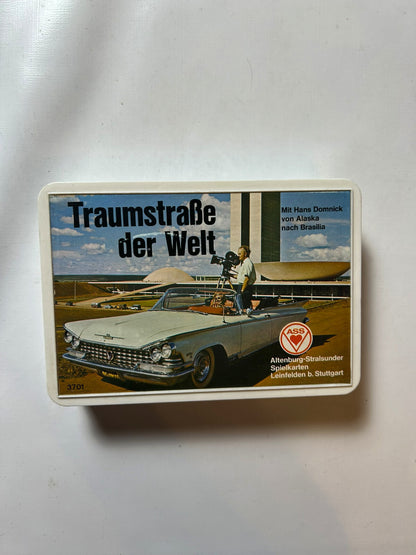 Traumstraße
der Welt
Mit Hans Domnick
von Alaska
nach Brasilia
ASS
Altenburg-Stralsunder
Spielkarten
Leinfelden b. Stuttgart
3701